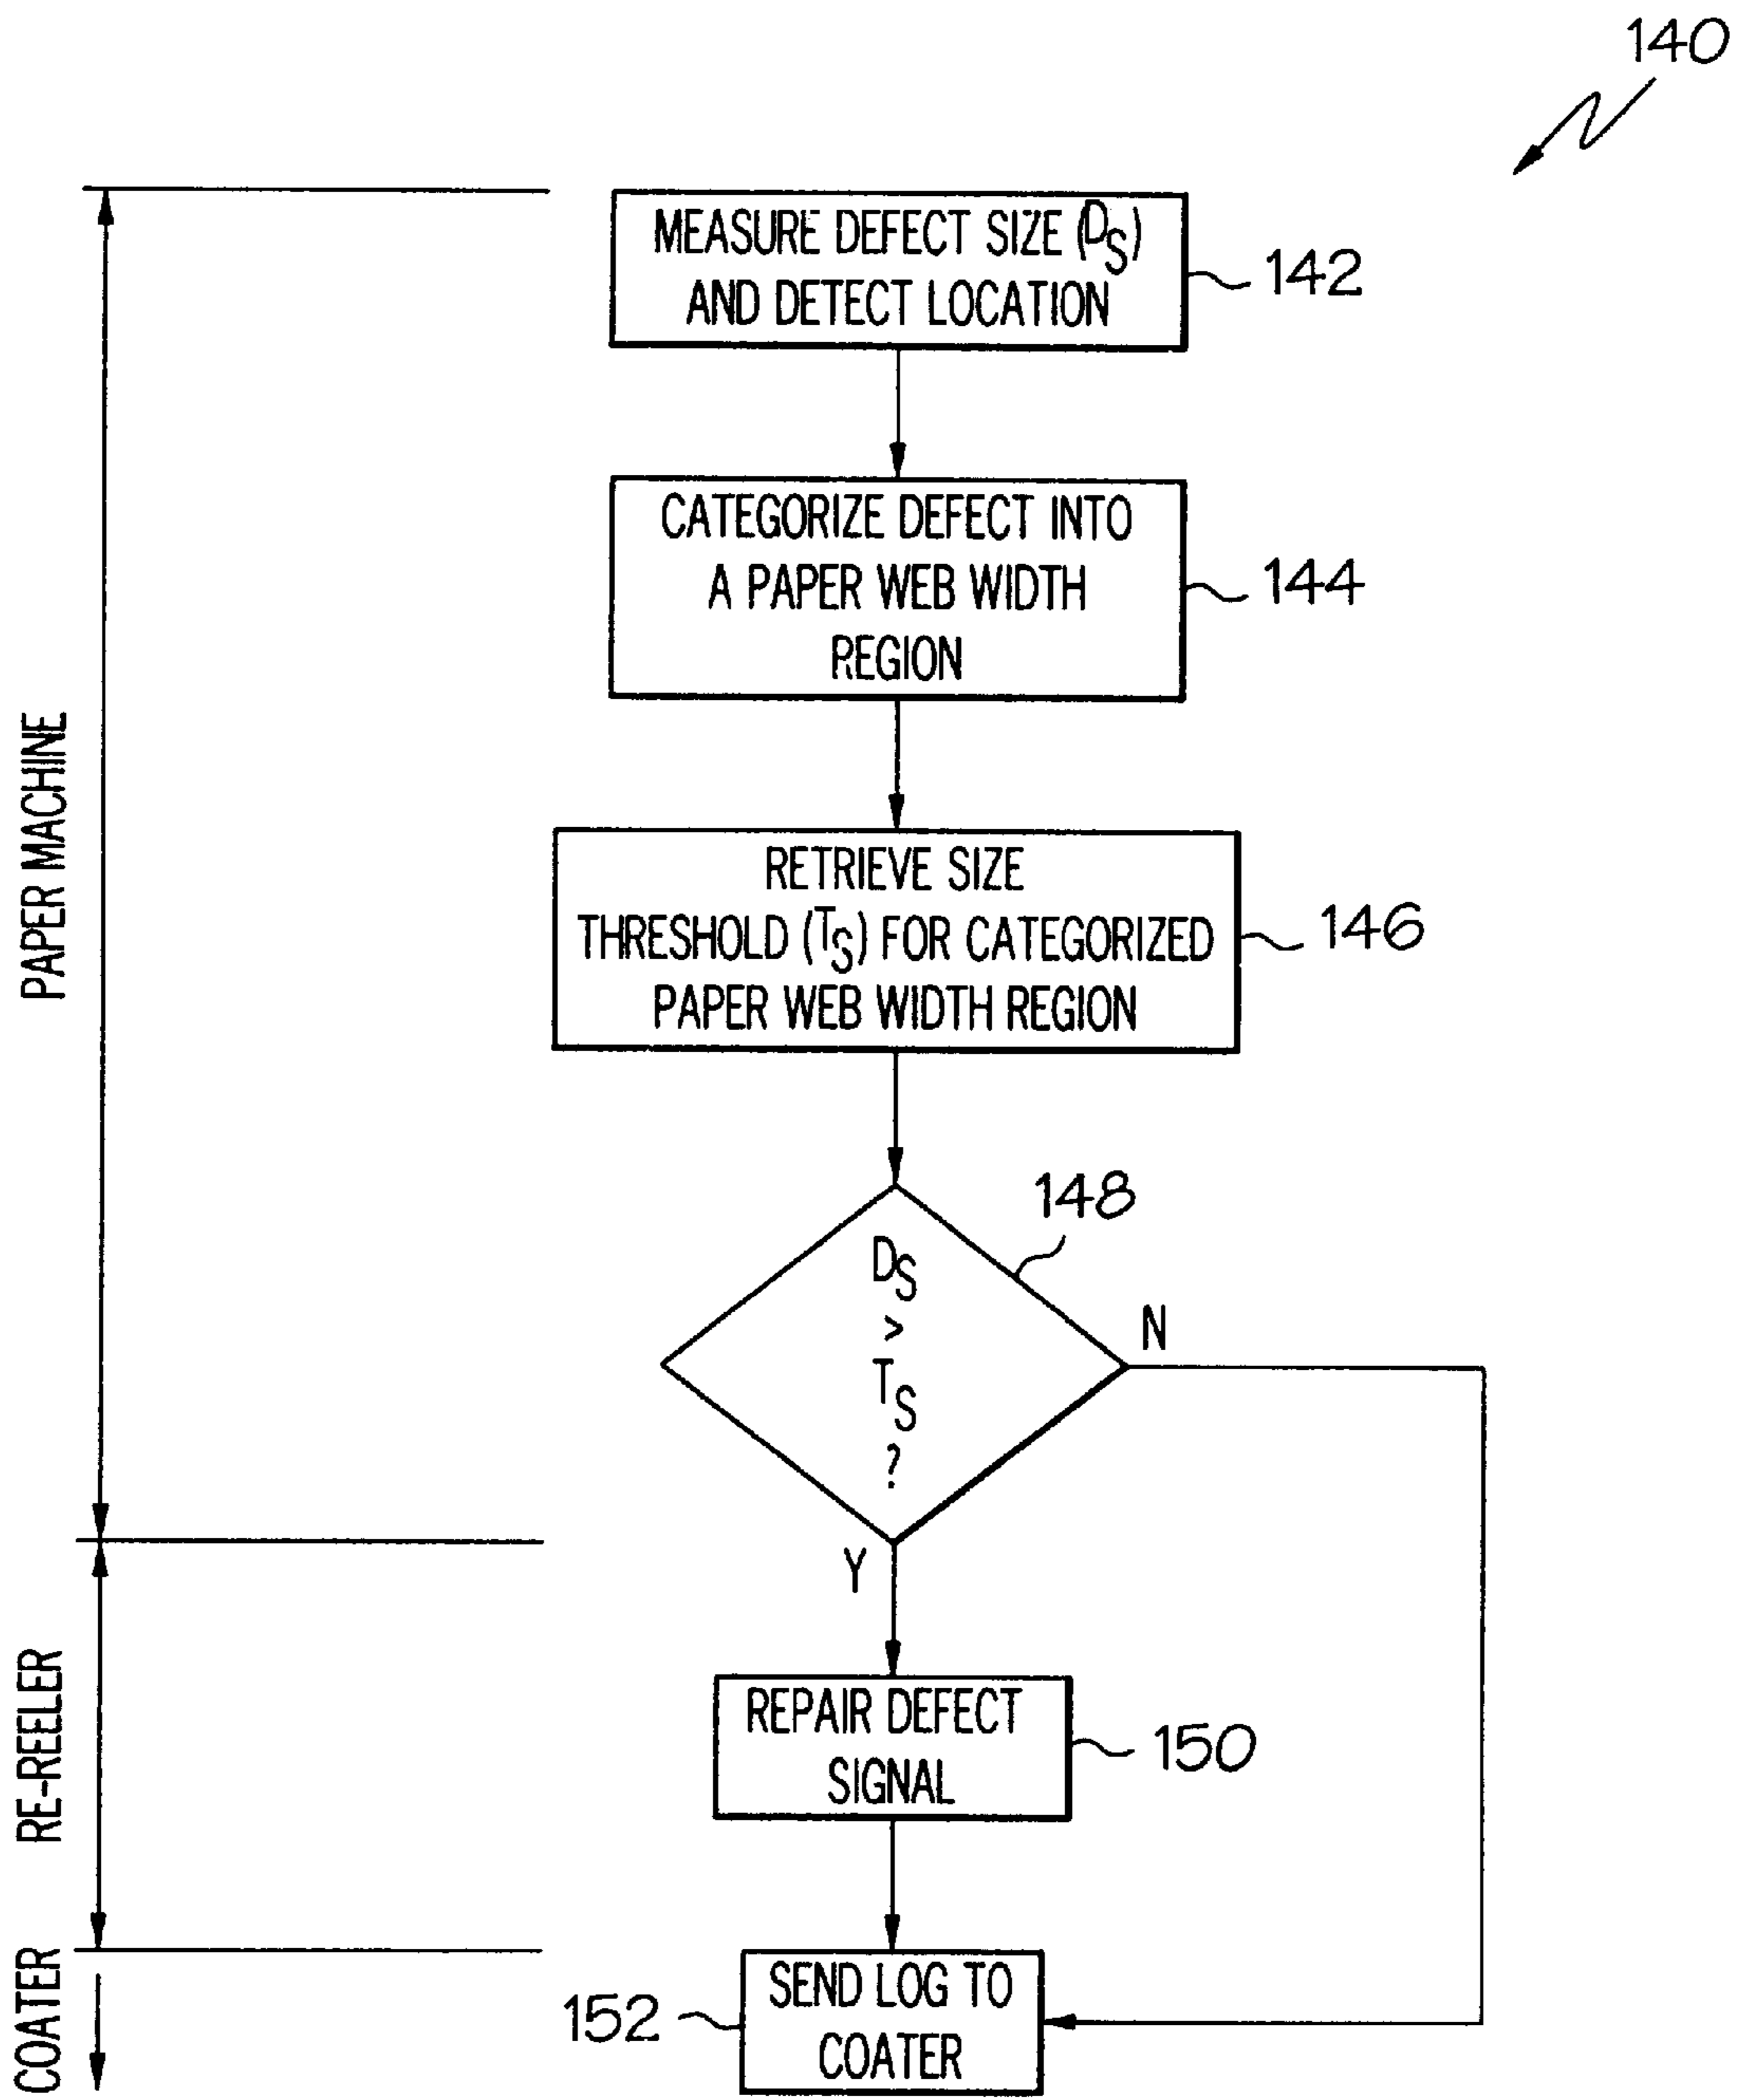 140
MEASURE DEFECT SIZE (DS)
AND DETECT LOCATION
142
CATEGORIZE DEFECT INTO
A PAPER WEB WIDTH
REGION
144
RETRIEVE SIZE
THRESHOLD (TS) FOR CATEGORIZED
PAPER WEB WIDTH REGION
146
PAPER MACHINE
148
DS
>
TS
?
N
Y
REPAIR DEFECT
SIGNAL
150
RE-REELER
SEND LOG TO
COATER
152
COATER